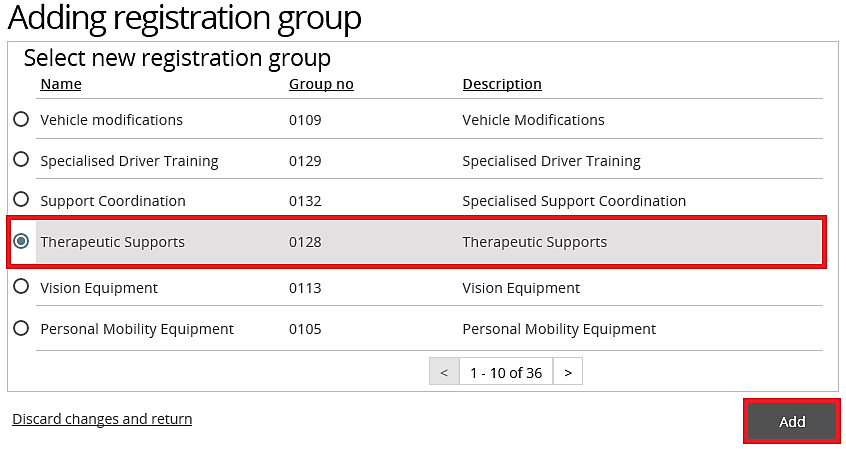 Adding registration group
Select new registration group
Name Group no Description
Vehicle modifications 0109 Vehicle Modifications
Specialised Driver Training 0129 Specialised Driver Training
Support Coordination 0132 Specialised Support Coordination
Therapeutic Supports 0128 Therapeutic Supports
Vision Equipment 0113 Vision Equipment
Personal Mobility Equipment 0105 Personal Mobility Equipment
< 1 - 10 of 36 >
Discard changes and return Add